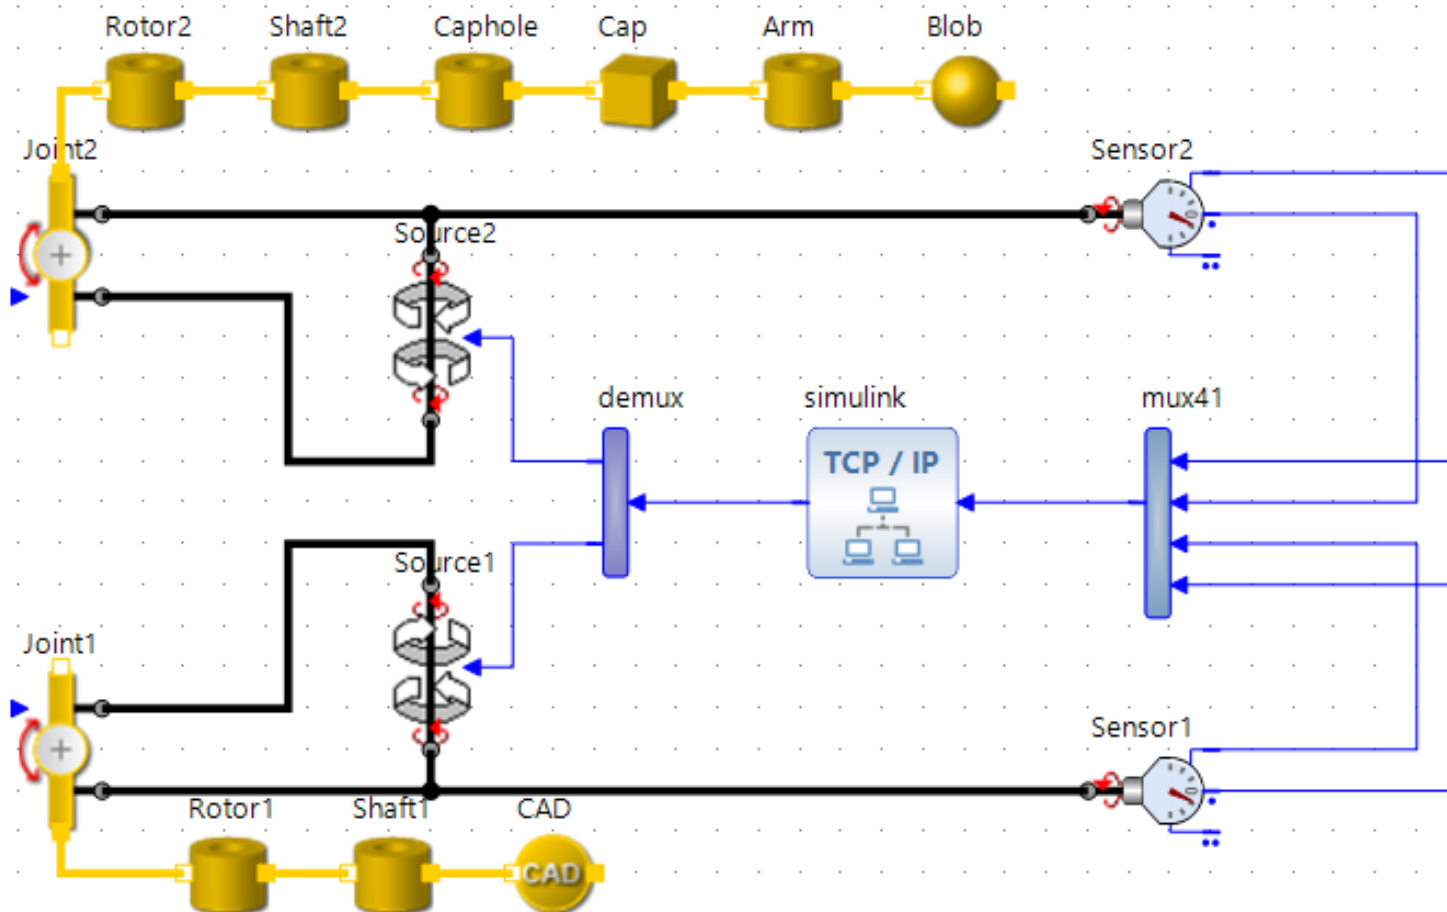 Rotor2 Shaft2 Caphole Cap Arm Blob
Joint2
Sensor2
Source2
demux simulink mux41
TCP / IP
Source1
Joint1
Sensor1
Rotor1 Shaft1 CAD
CAD